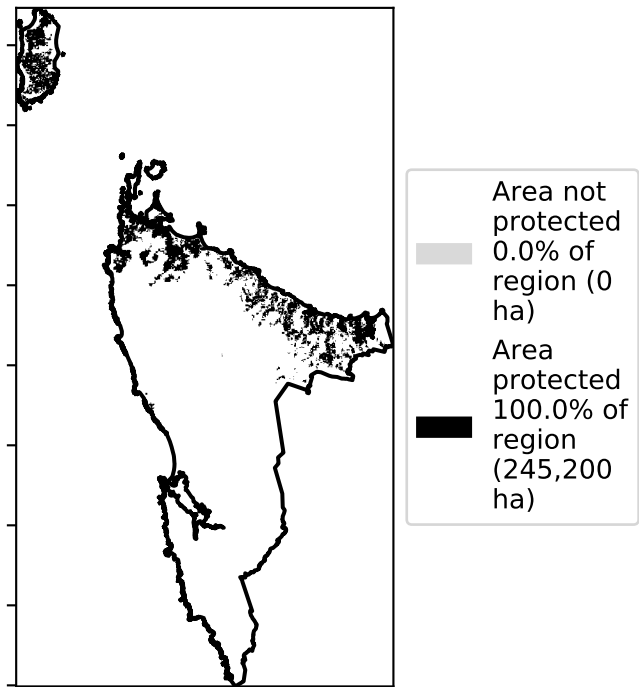 Area not
protected
0.0% of
region (0
ha)
Area
protected
100.0% of
region
(245,200
ha)